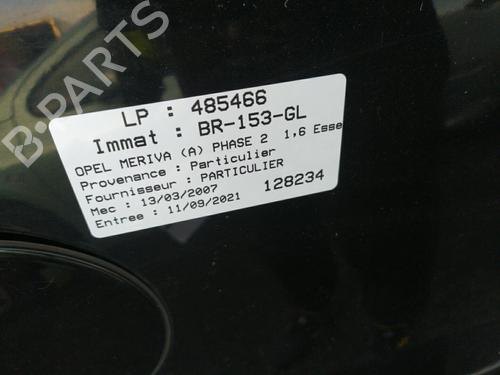 B-PARTS
LP : 485466
Immat : BR-153-GL
OPEL MERIVA (A) PHASE 2 1,6 Esse
Provenance : Particulier
Fournisseur : PARTICULIER
Mec : 13/03/2007 128234
Entree : 11/09/2021